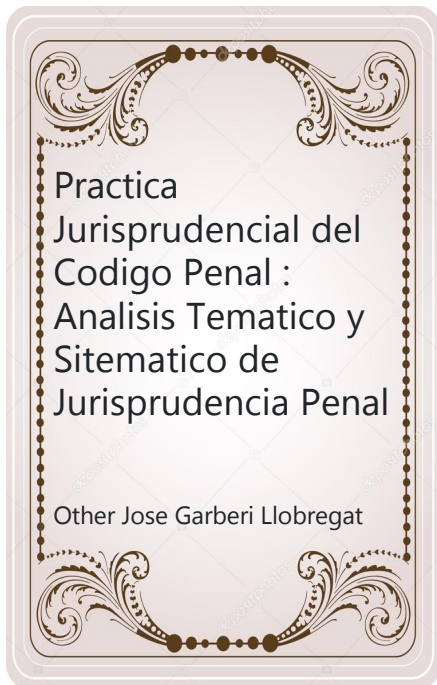 Practica
Jurisprudencial del
Codigo Penal :
Analisis Tematico y
Sitematico de
Jurisprudencia Penal
Other Jose Garberi Llobregat